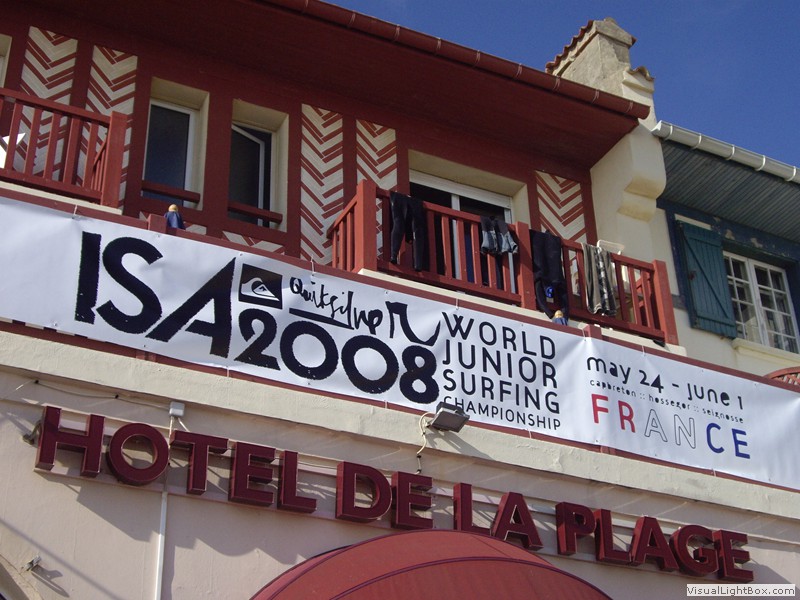 ISA Quiksilver
2008
WORLD
JUNIOR
SURFING
CHAMPIONSHIP
may 24 - june 1
capbreton :: hossegor :: seignosse
FRANCE
HOTEL DE LA PLAGE
VisualLightBox.com